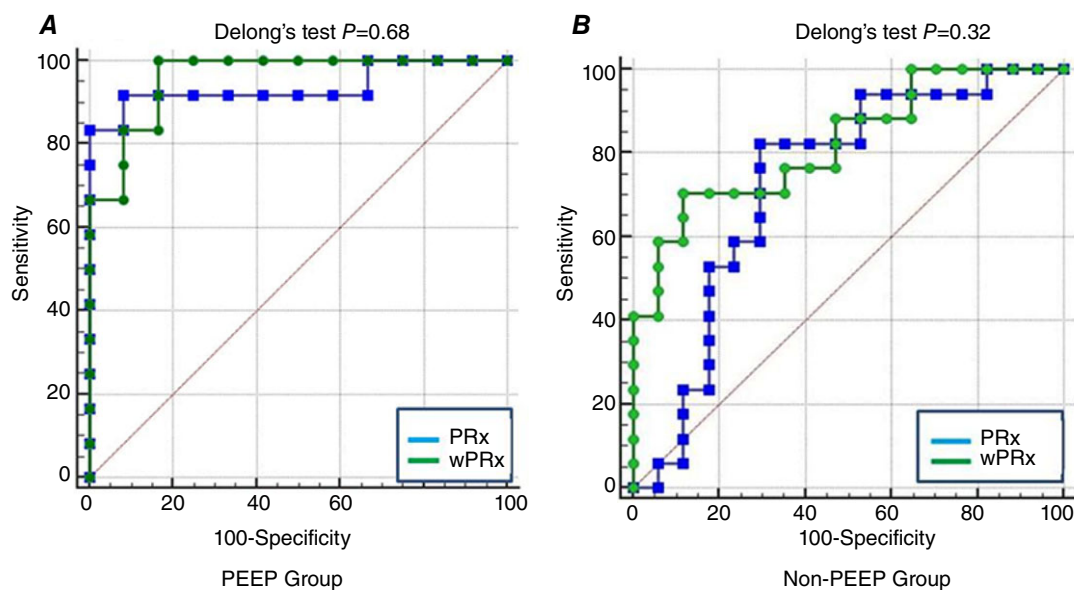 A
Delong's test P=0.68
100
80
60
40
20
0
Sensitivity
0
20
40
60
100
PRx
wPRx
100-Specificity
PEEP Group
B
Delong's test P=0.32
100
80
60
40
20
0
Sensitivity
0
20
40
60
80
100
PRx
wPRx
100-Specificity
Non-PEEP Group